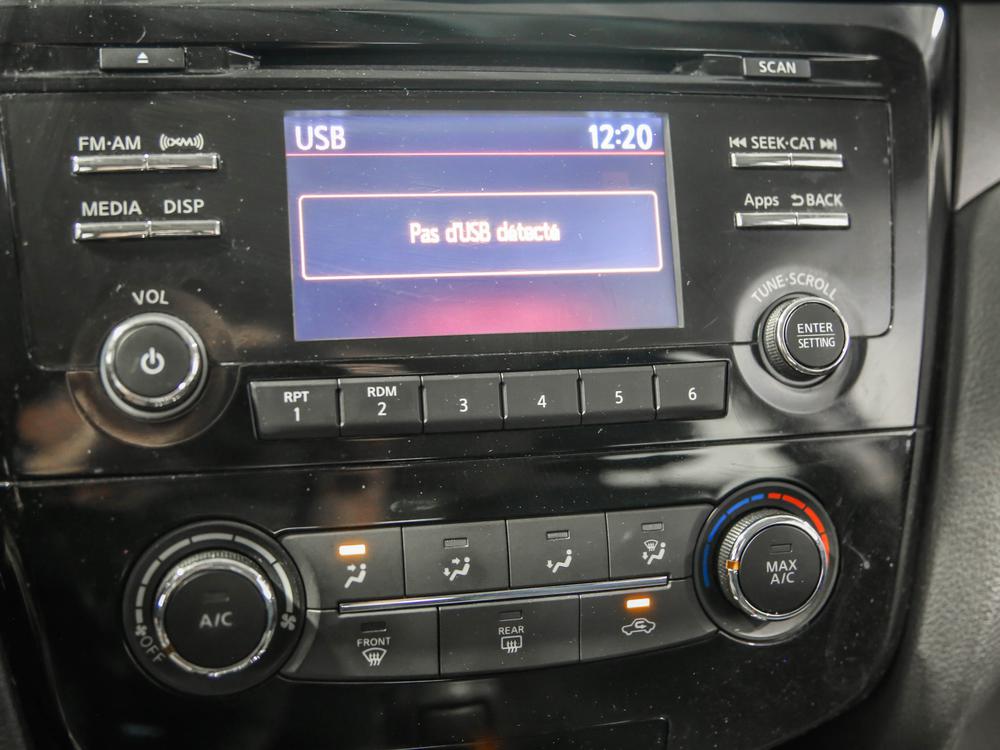 SCAN
FM·AM ((XM))
USB 12:20
SEEK·CAT
MEDIA DISP
Apps BACK
Pas d'USB détecté
VOL
TUNE·SCROLL
ENTER
SETTING
RPT
1
RDM
2
3
4
5
6
MAX
A/C
A/C
OFF
FRONT
REAR